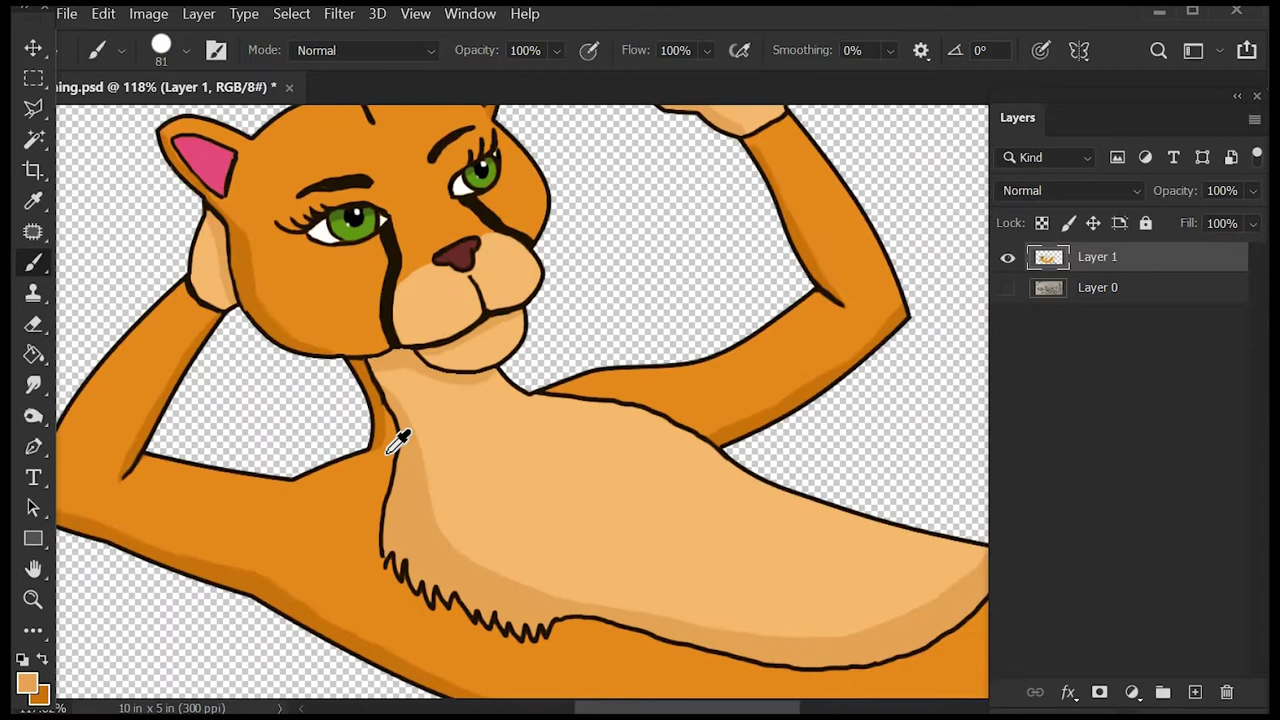 File Edit Image Layer Type Select Filter 3D View Window Help
81 Mode: Normal Opacity: 100% Flow: 100% Smoothing: 0% 0°
ing.psd @ 118% (Layer 1, RGB/8#) *
Layers
Kind
Normal Opacity: 100%
Lock: Fill: 100%
Layer 1
Layer 0
10 in x 5 in (300 ppi)